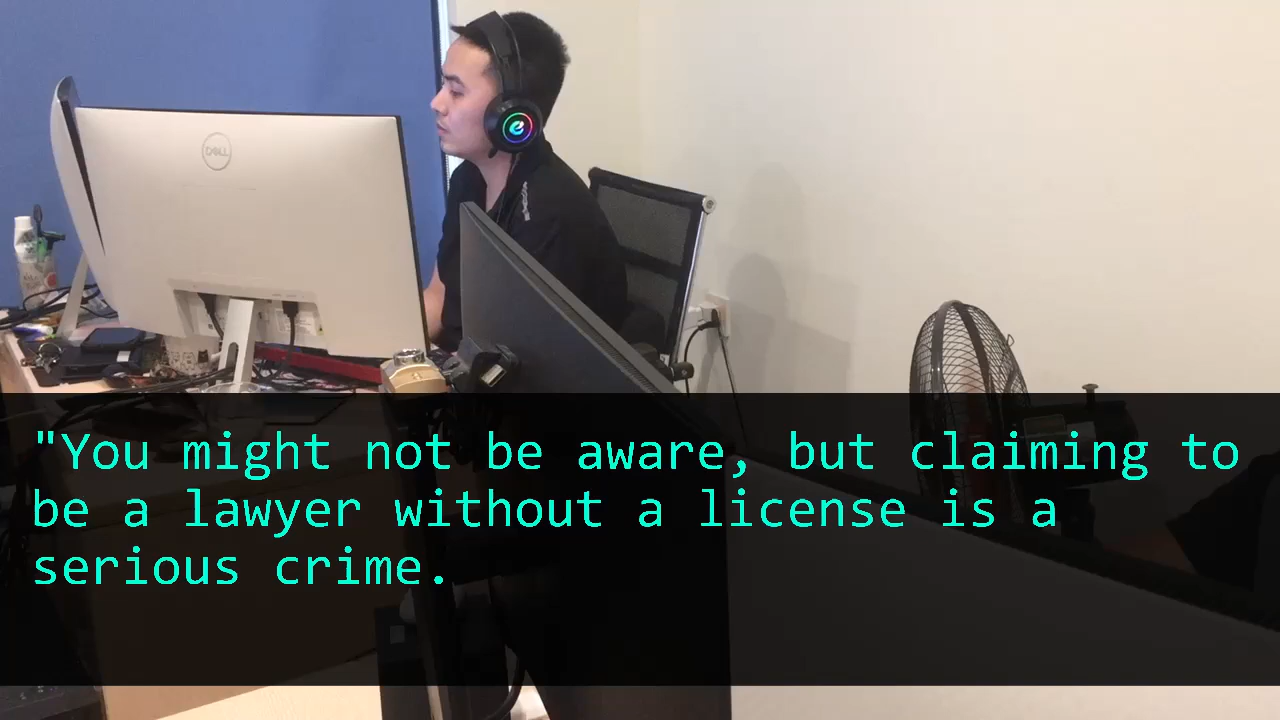 DELL
"You might not be aware, but claiming to
be a lawyer without a license is a
serious crime.